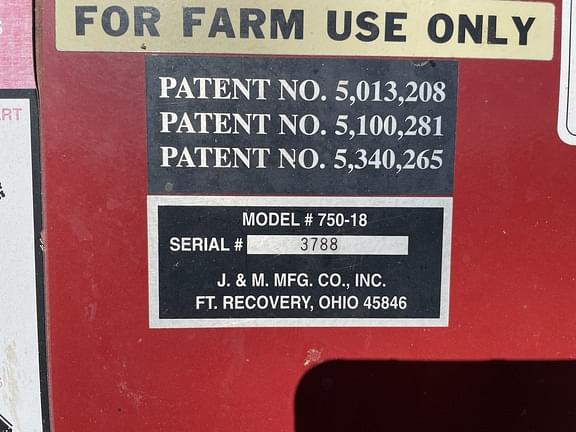 FOR FARM USE ONLY
PATENT NO. 5,013,208
PATENT NO. 5,100,281
PATENT NO. 5,340,265
MODEL # 750-18
SERIAL # 3788
J. & M. MFG. CO., INC.
FT. RECOVERY, OHIO 45846
RT